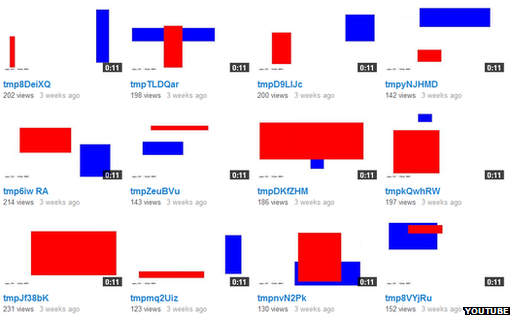 0:11 0:11 0:11 0:11
tmp8DeiXQ tmpTLDQar tmpD9LIJc tmpyNJHMD
202 views 3 weeks ago 198 views 3 weeks ago 200 views 3 weeks ago 142 views 3 weeks ago
0:11 0:11 0:11 0:11
tmp6iw RA tmpZeuBVu tmpDKfZHM tmpkQwhRW
214 views 3 weeks ago 143 views 3 weeks ago 186 views 3 weeks ago 197 views 3 weeks ago
0:11 0:11 0:11 0:11
tmpJf38bK tmpmq2Uiz tmpnvN2Pk tmp8VYjRu
231 views 3 weeks ago 123 views 3 weeks ago 130 views 3 weeks ago 152 views 3 weeks ago
YOUTUBE